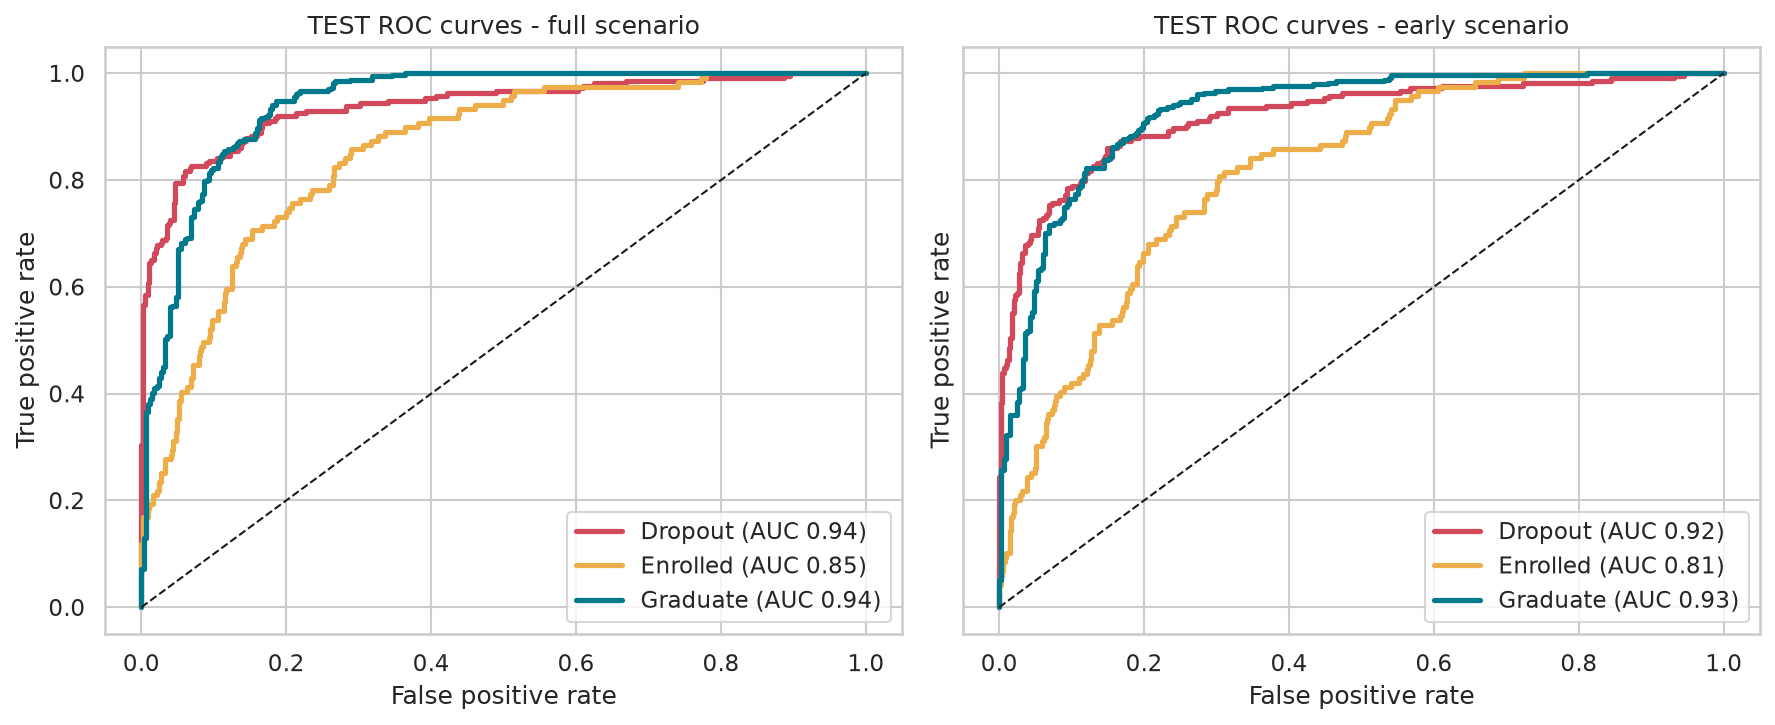 TEST ROC curves - full scenario
True positive rate
1.0
0.8
0.6
0.4
0.2
0.0
Dropout (AUC 0.94)
Enrolled (AUC 0.85)
Graduate (AUC 0.94)
0.0 0.2 0.4 0.6 0.8 1.0
False positive rate
TEST ROC curves - early scenario
True positive rate
Dropout (AUC 0.92)
Enrolled (AUC 0.81)
Graduate (AUC 0.93)
0.0 0.2 0.4 0.6 0.8 1.0
False positive rate